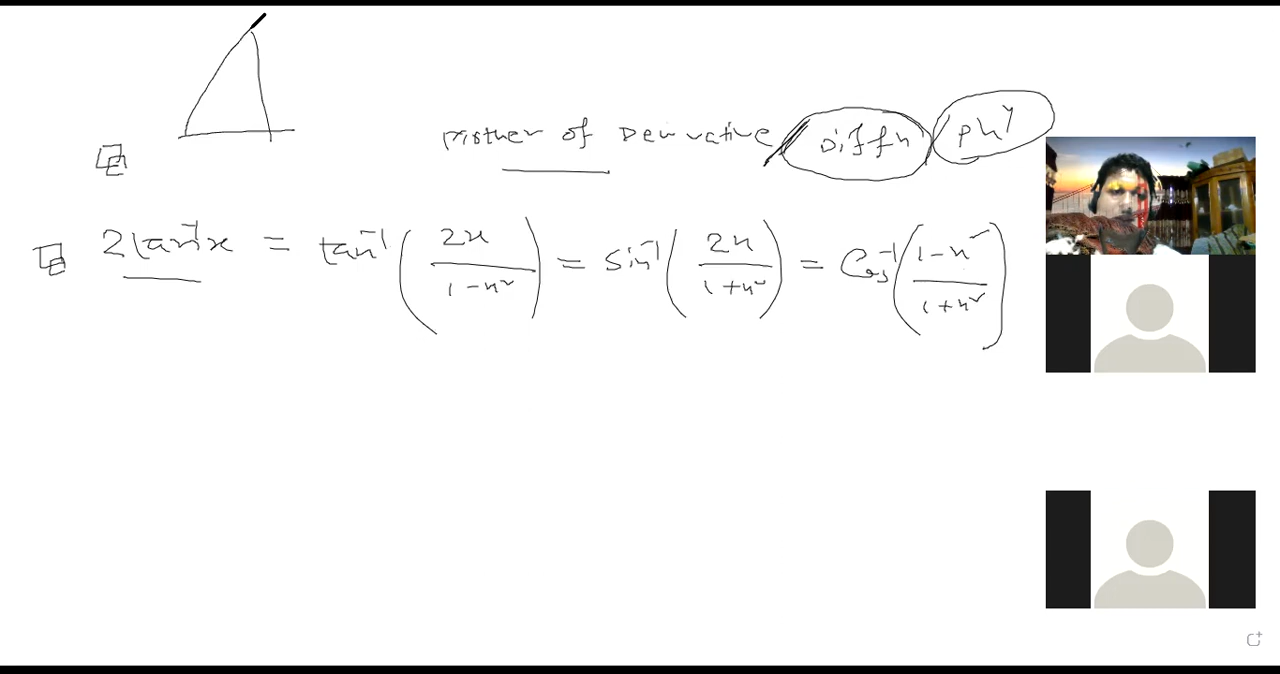 Mother of Derivative Diffn Phy
2tan⁻¹x = tan⁻¹(2x/(1-x²)) = sin⁻¹(2x/(1+x²)) = Cos⁻¹((1-x²)/(1+x²))